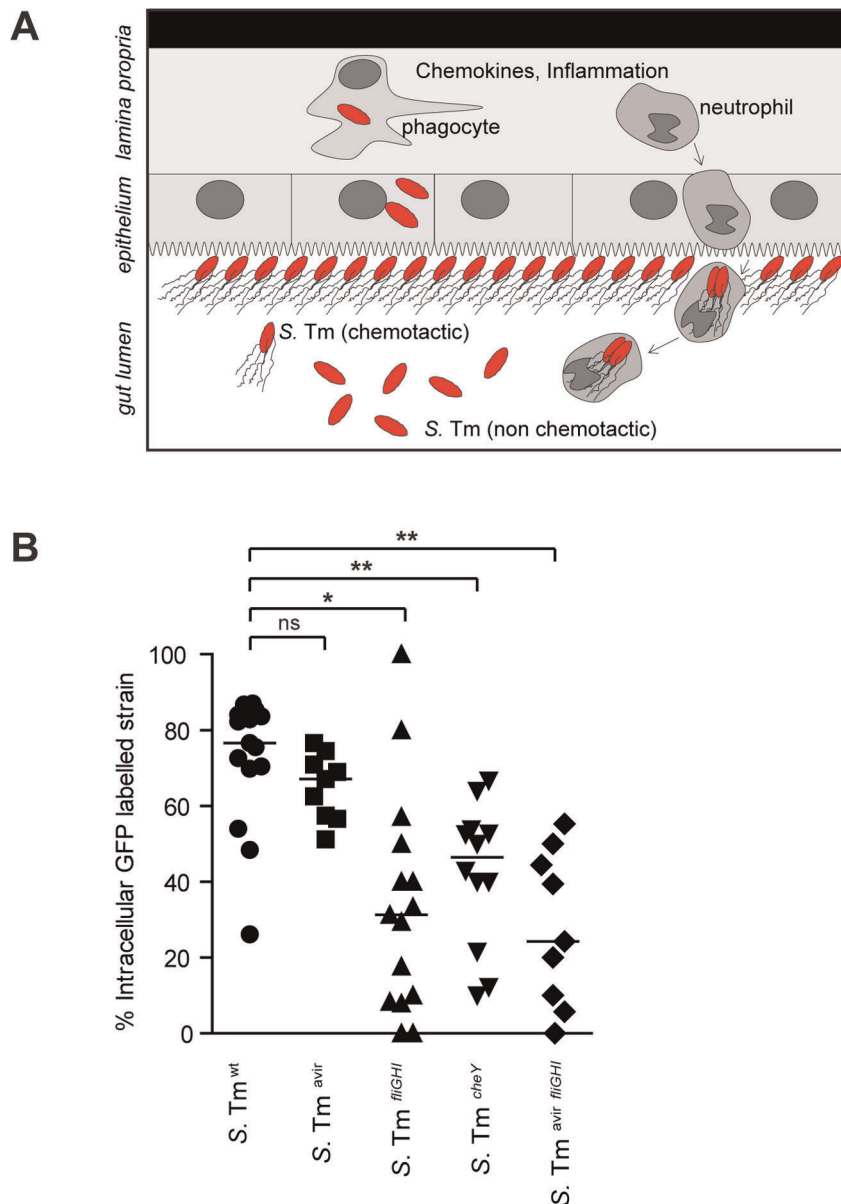 A
lamina propria
epithelium
gut lumen
Chemokines, Inflammation
phagocyte
neutrophil
S. Tm (chemotactic)
S. Tm (non chemotactic)
B
**
**
*
ns
% Intracellular GFP labelled strain
100
80
60
40
20
0
S. Tm wt
S. Tm avir
S. Tm fliGHI
S. Tm cheY
S. Tm avir fliGHI